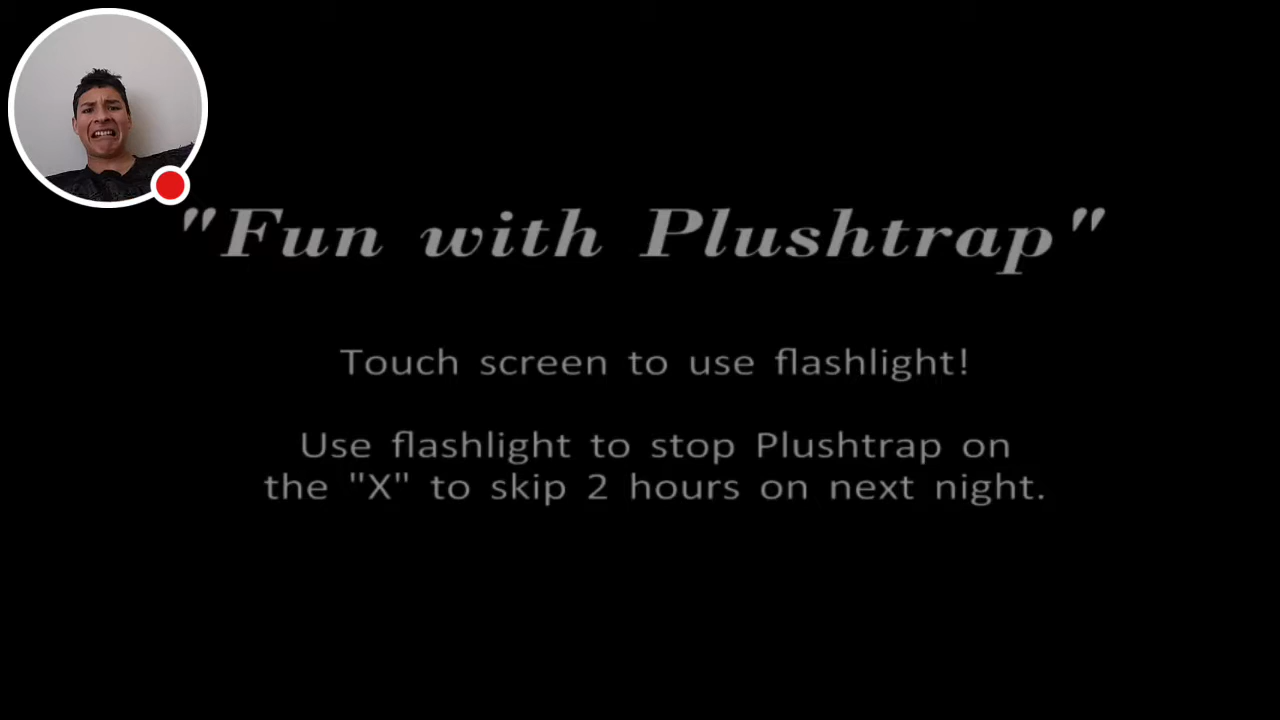 "Fun with Plushtrap"
Touch screen to use flashlight!
Use flashlight to stop Plushtrap on
the "X" to skip 2 hours on next night.